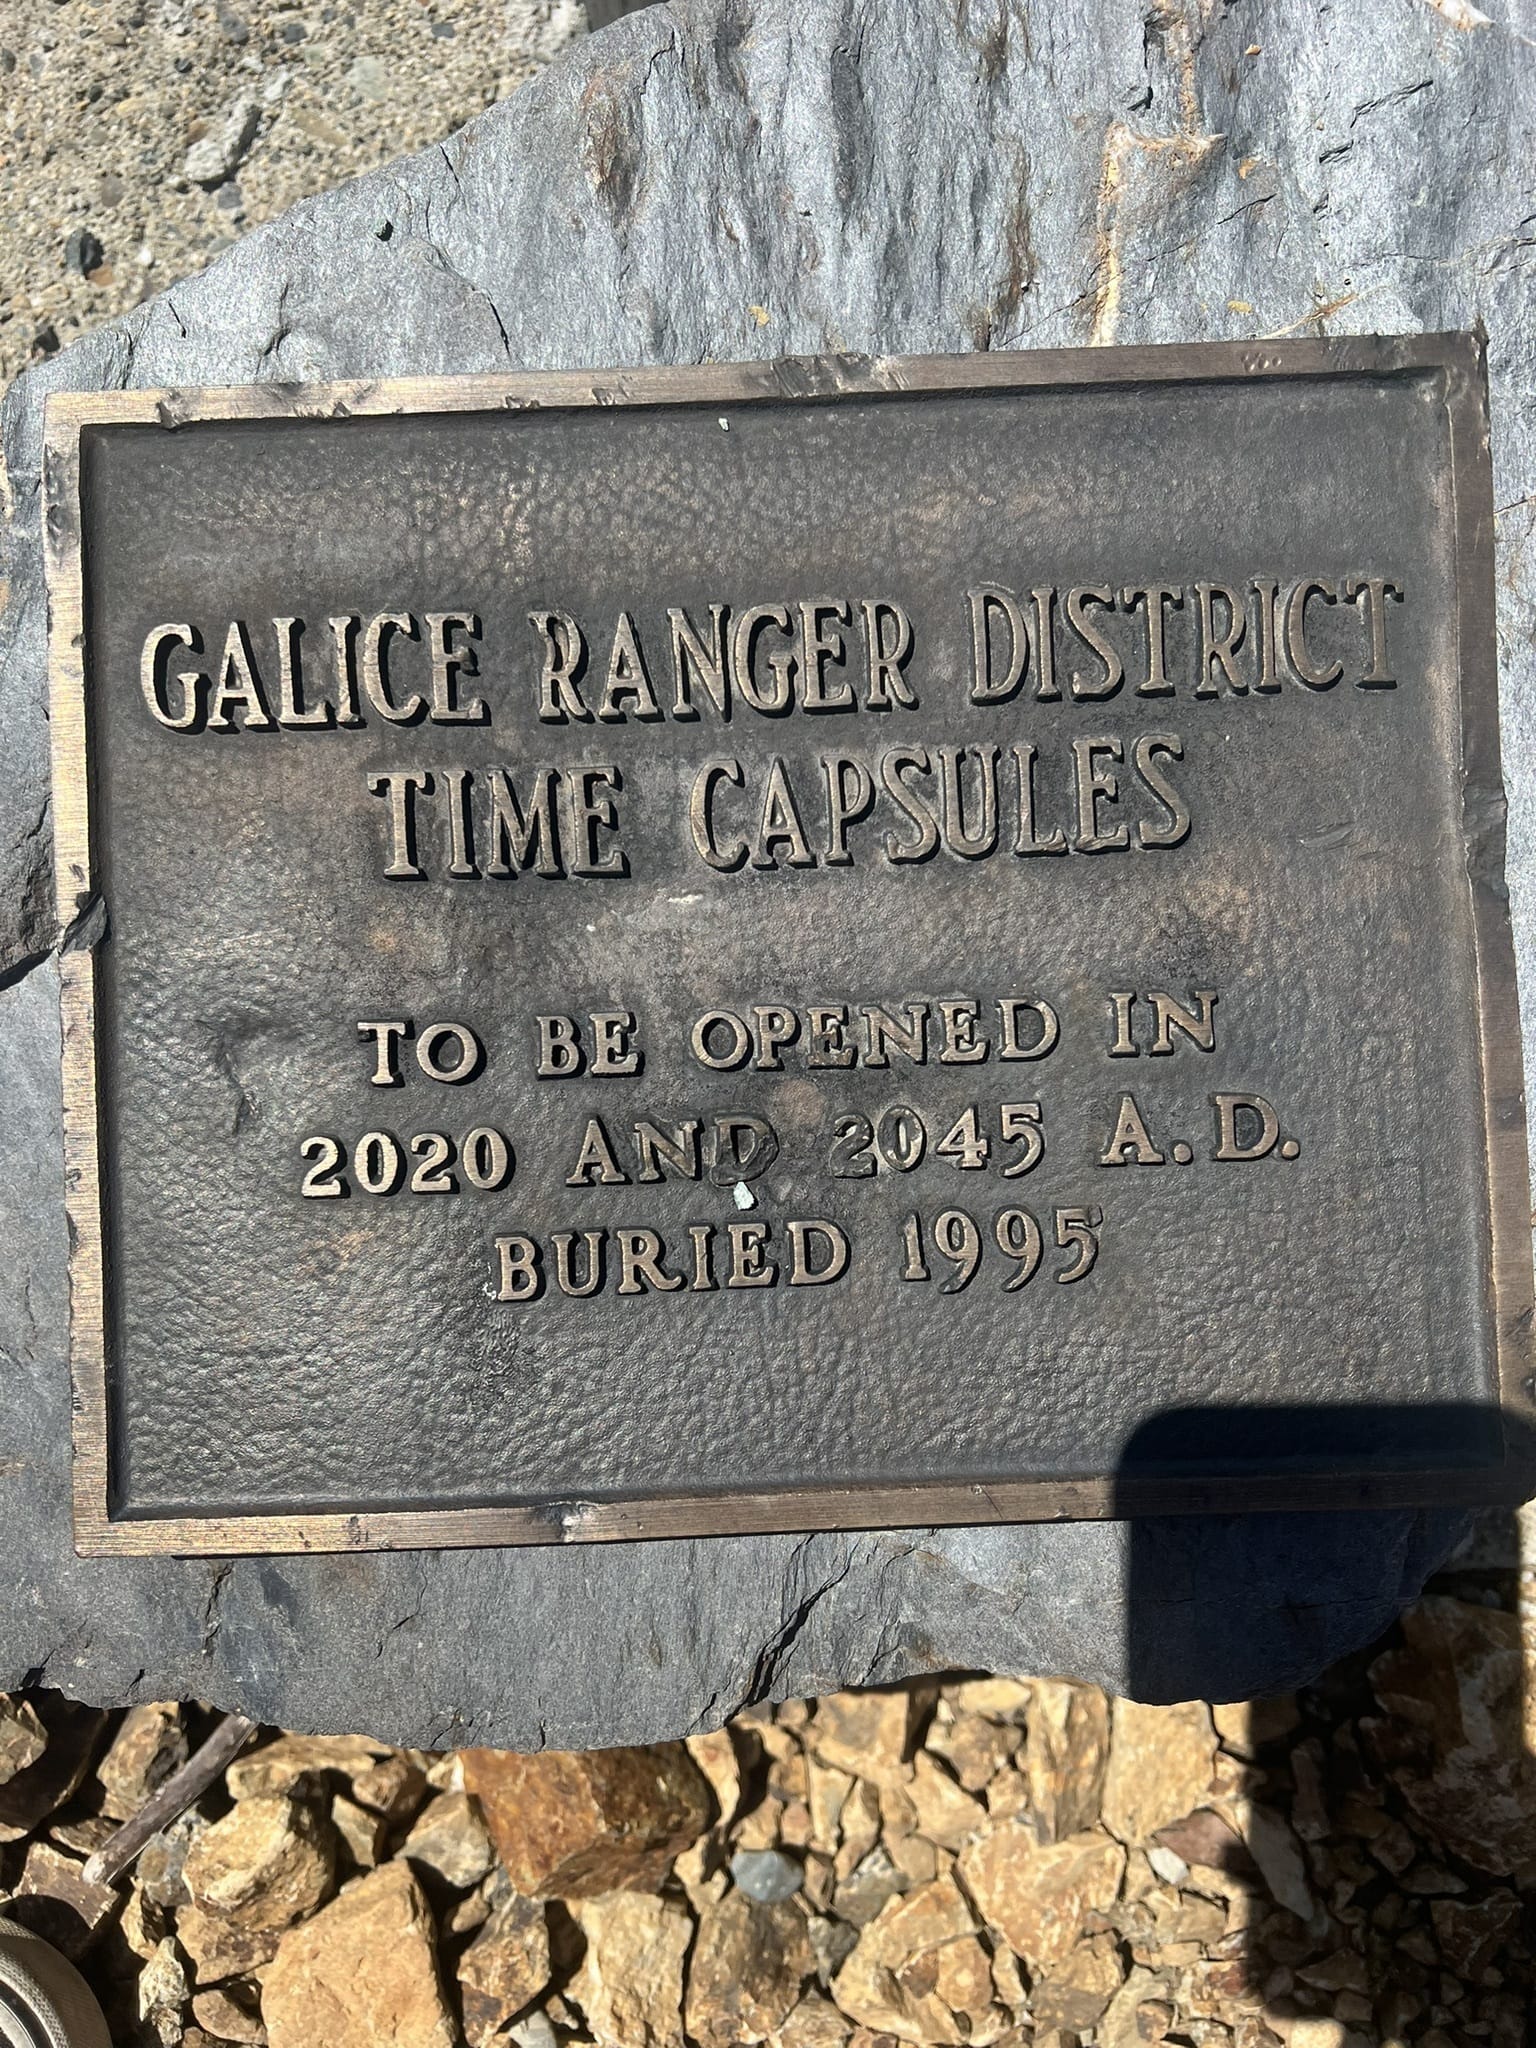 GALICE RANGER DISTRICT
TIME CAPSULES
TO BE OPENED IN
2020 AND 2045 A.D.
BURIED 1995